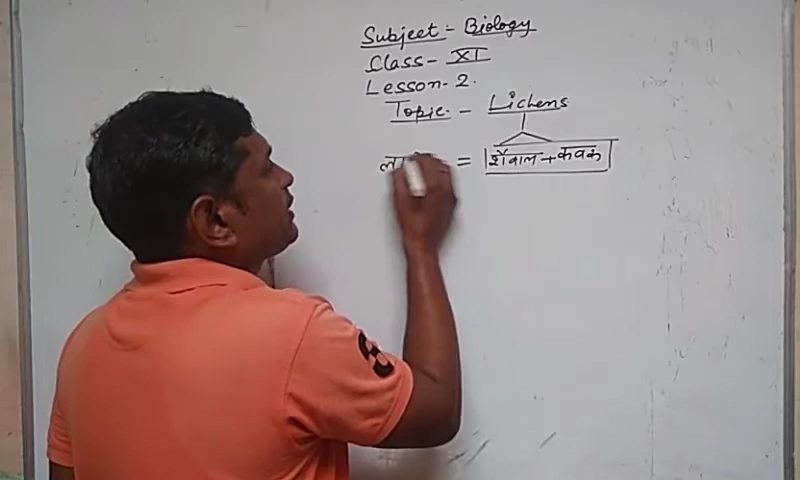 Subject:- Biology
Class- XI
Lesson-2.
Topic - Lichens
= शैवाल + कवक